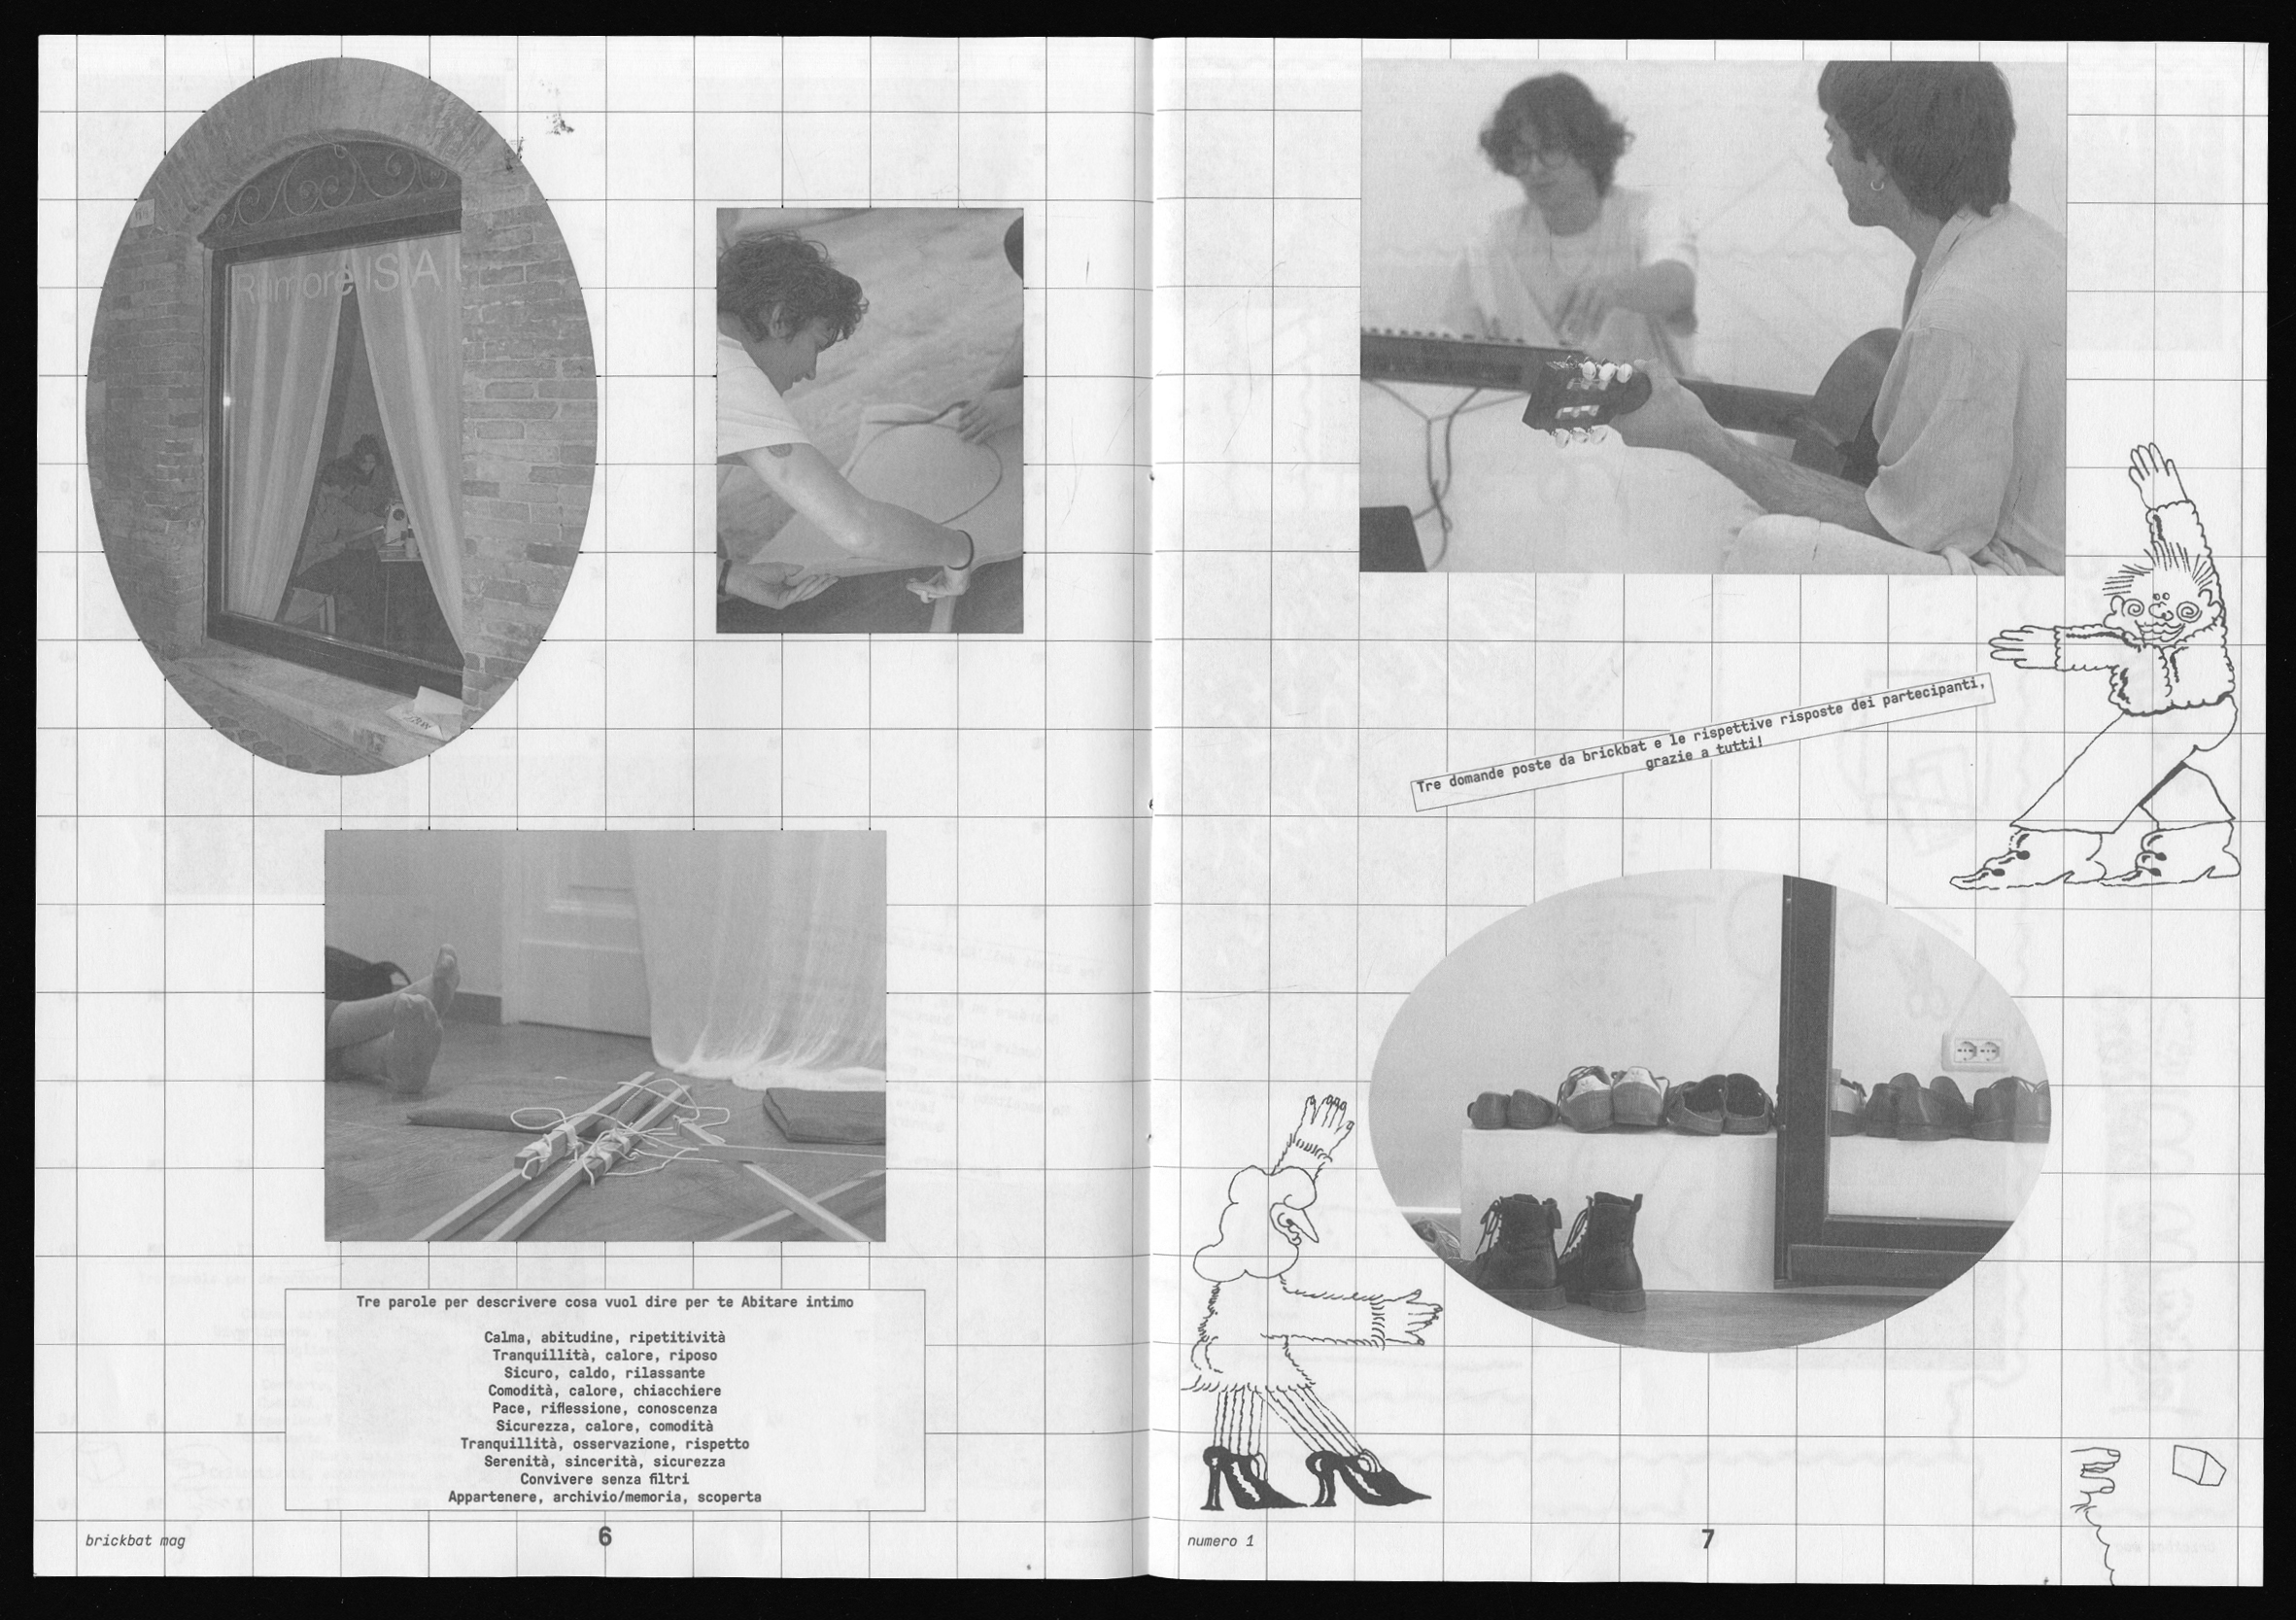 Rumore ISIA U
Tre parole per descrivere cosa vuol dire per te Abitare intimo
Calma, abitudine, ripetitività
Tranquillità, calore, riposo
Sicuro, caldo, rilassante
Comodità, calore, chiacchiere
Pace, riflessione, conoscenza
Sicurezza, calore, comodità
Tranquillità, osservazione, rispetto
Serenità, sincerità, sicurezza
Convivere senza filtri
Appartenere, archivio/memoria, scoperta
brickbat mag
6
Tre domande poste da brickbat e le rispettive risposte dei partecipanti,
grazie a tutti!
numero 1
7